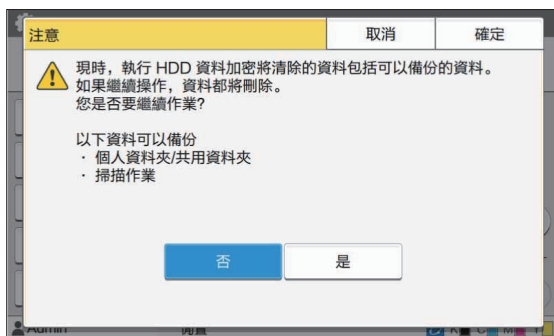 注意
取消
確定
現時，執行 HDD 資料加密將清除的資料包括可以備份的資料。
如果繼續操作，資料都將刪除。
您是否要繼續作業?
以下資料可以備份
· 個人資料夾/共用資料夾
· 掃描作業
否
是
Admin
K C M Y